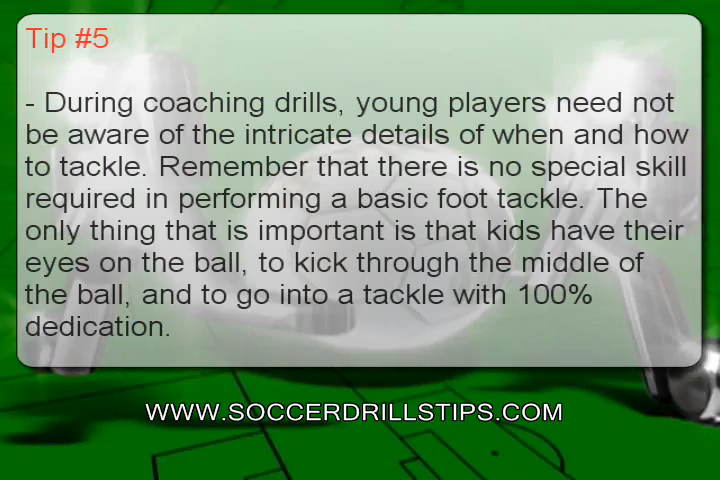 Tip #5
- During coaching drills, young players need not
be aware of the intricate details of when and how
to tackle. Remember that there is no special skill
required in performing a basic foot tackle. The
only thing that is important is that kids have their
eyes on the ball, to kick through the middle of
the ball, and to go into a tackle with 100%
dedication.
WWW.SOCCERDRILLSTIPS.COM